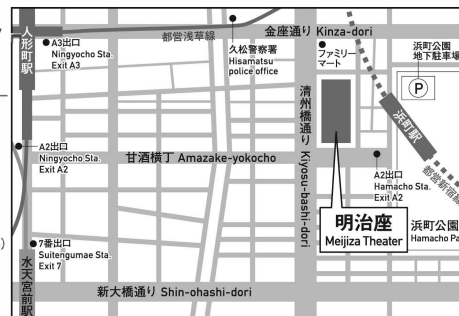 金座通り Kinza-dori
都営浅草線
人形町駅
A3出口
Ningyocho Sta.
Exit A3
久松警察署
Hisamatsu
police office
ファミリー
マート
浜町公園
地下駐車場
P
清洲橋通り Kiyosu-bashi-dori
浜町駅
A2出口
Ningyocho Sta.
Exit A2
甘酒横丁 Amazake-yokocho
A2出口
Hamacho Sta.
Exit A2
都営新宿線
明治座
Meijiza Theater
浜町公園
Hamacho Pa
7番出口
Suitengumae Sta.
Exit 7
水天宮前駅
新大橋通り Shin-ohashi-dori